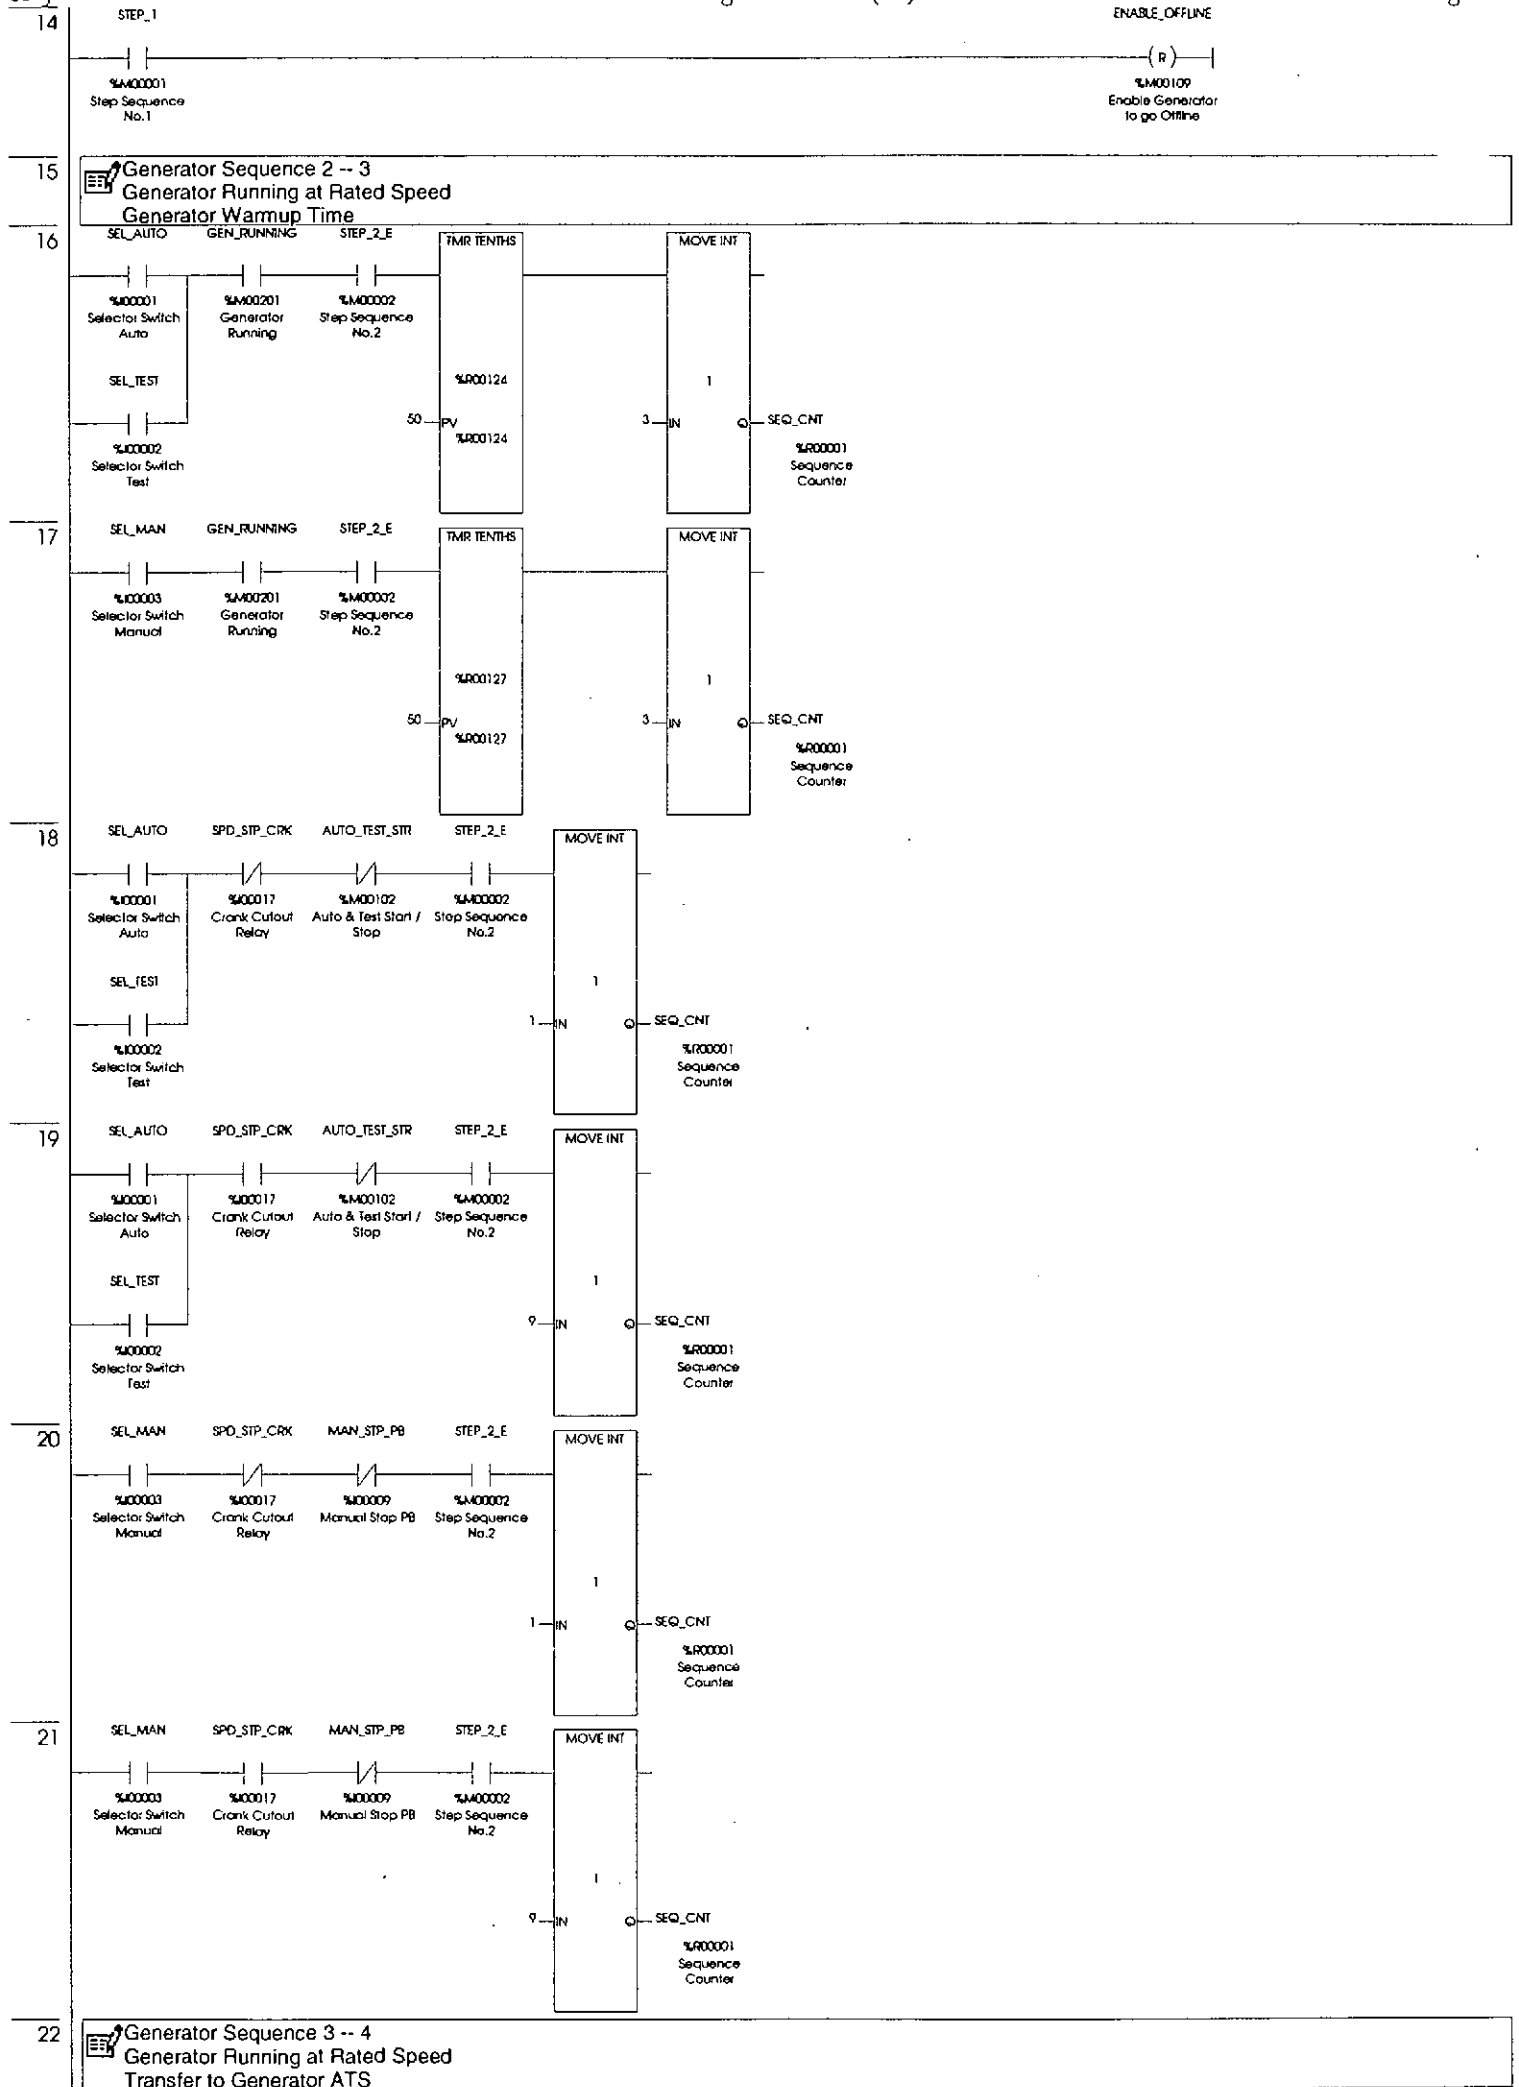 14
STEP_1
ENABLE_OFFLINE
(R)
%M00001
Step Sequence
No.1
%M00109
Enable Generator
to go Offline
15
Generator Sequence 2 -- 3
Generator Running at Rated Speed
Generator Warmup Time
16
SEL_AUTO GEN_RUNNING STEP_2_E TMR TENTHS MOVE INT
%I00001 %M00201 %M00002
Selector Switch Generator Step Sequence
Auto Running No.2
SEL_TEST %R00124 1
50 PV 3 IN Q SEQ_CNT
%R00124
%I00002 %R00001
Selector Switch Sequence
Test Counter
17
SEL_MAN GEN_RUNNING STEP_2_E TMR TENTHS MOVE INT
%I00003 %M00201 %M00002
Selector Switch Generator Step Sequence
Manual Running No.2
%R00127 1
50 PV 3 IN Q SEQ_CNT
%R00127
%R00001
Sequence
Counter
18
SEL_AUTO SPD_STP_CRK AUTO_TEST_STR STEP_2_E MOVE INT
%I00001 %I00017 %M00102 %M00002
Selector Switch Crank Cutout Auto & Test Start / Step Sequence
Auto Relay Stop No.2
SEL_TEST 1
1 IN Q SEQ_CNT
%I00002 %R00001
Selector Switch Sequence
Test Counter
19
SEL_AUTO SPD_STP_CRK AUTO_TEST_STR STEP_2_E MOVE INT
%I00001 %I00017 %M00102 %M00002
Selector Switch Crank Cutout Auto & Test Start / Step Sequence
Auto Relay Stop No.2
SEL_TEST 1
9 IN Q SEQ_CNT
%I00002 %R00001
Selector Switch Sequence
Test Counter
20
SEL_MAN SPD_STP_CRK MAN_STP_PB STEP_2_E MOVE INT
%I00003 %I00017 %I00009 %M00002
Selector Switch Crank Cutout Manual Stop PB Step Sequence
Manual Relay No.2
1
1 IN Q SEQ_CNT
%R00001
Sequence
Counter
21
SEL_MAN SPD_STP_CRK MAN_STP_PB STEP_2_E MOVE INT
%I00003 %I00017 %I00009 %M00002
Selector Switch Crank Cutout Manual Stop PB Step Sequence
Manual Relay No.2
1
9 IN Q SEQ_CNT
%R00001
Sequence
Counter
22
Generator Sequence 3 -- 4
Generator Running at Rated Speed
Transfer to Generator ATS